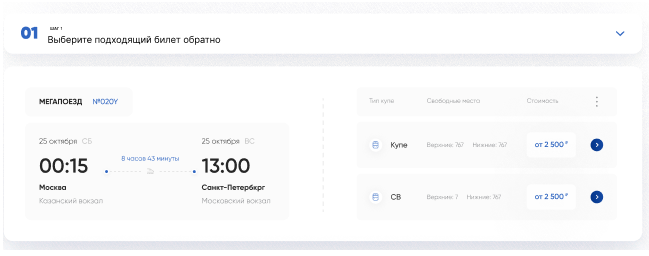 01
ШАГ 1
Выберите подходящий билет обратно
МЕГАПОЕЗД №020У
25 октября СБ
25 октября ВС
00:15
8 часов 43 минуты
13:00
Москва
Санкт-Петербкрг
Казанский вокзал
Московский вокзал
Тип купе Свободные места Стоимость
Купе Верхние: 767 Нижние: 767 от 2 500 ₽
СВ Верхние: ? Нижние: 767 от 2 500 ₽